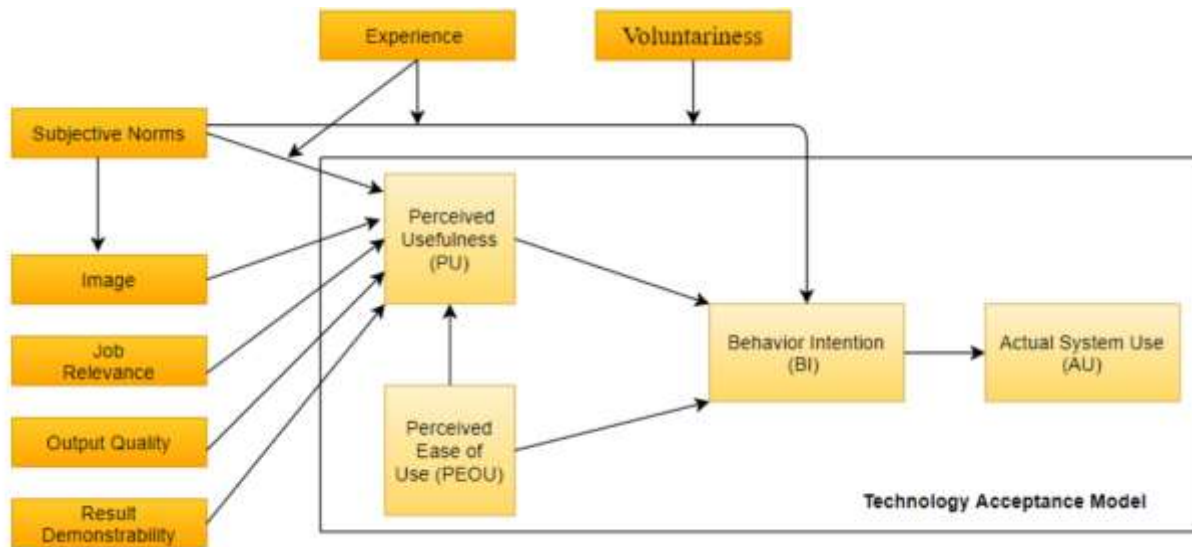 Experience
Voluntariness
Subjective Norms
Perceived
Usefulness
(PU)
Image
Job
Relevance
Behavior Intention
(BI)
Actual System Use
(AU)
Output Quality
Perceived
Ease of
Use (PEOU)
Result
Demonstrability
Technology Acceptance Model